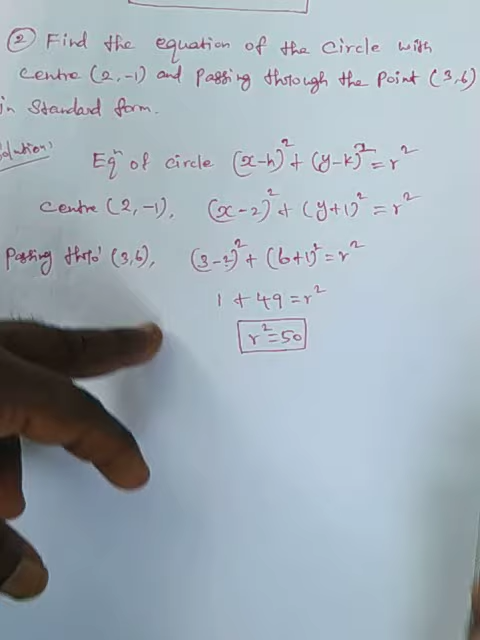 ② Find the equation of the Circle with
Centre (2,-1) and Passing through the Point (3,6)
in Standard form.
Solution:
Eqⁿ of circle (x-h)² + (y-k)² = r²
Centre (2,-1), (x-2)² + (y+1)² = r²
Passing thro' (3,6), (3-2)² + (6+1)² = r²
1 + 49 = r²
r² = 50